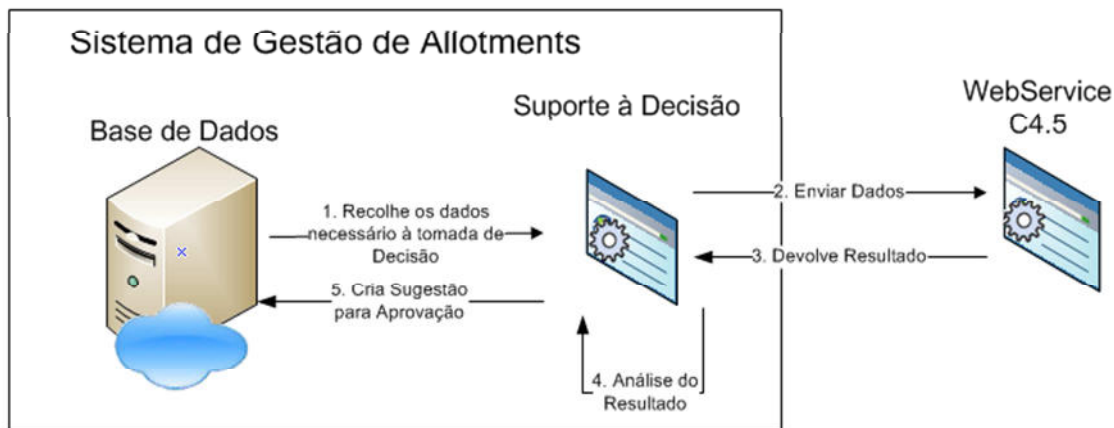 Sistema de Gestão de Allotments
Base de Dados
Suporte à Decisão
WebService
C4.5
1. Recolhe os dados
necessário à tomada de
Decisão
2. Enviar Dados
3. Devolve Resultado
5. Cria Sugestão
para Aprovação
4. Análise do
Resultado